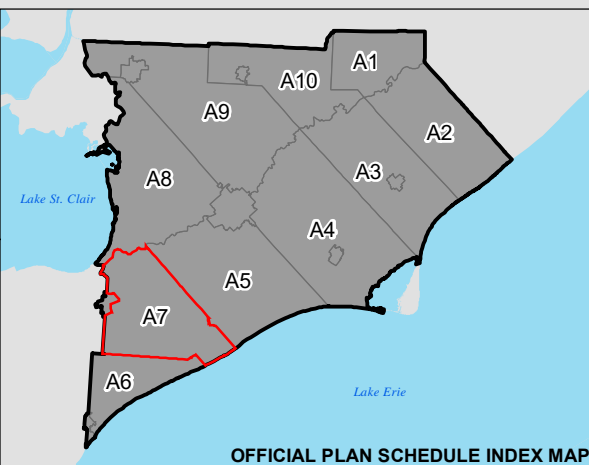 A1
A10
A9
A2
A3
A8
Lake St. Clair
A4
A5
A7
A6
Lake Erie
OFFICIAL PLAN SCHEDULE INDEX MAP